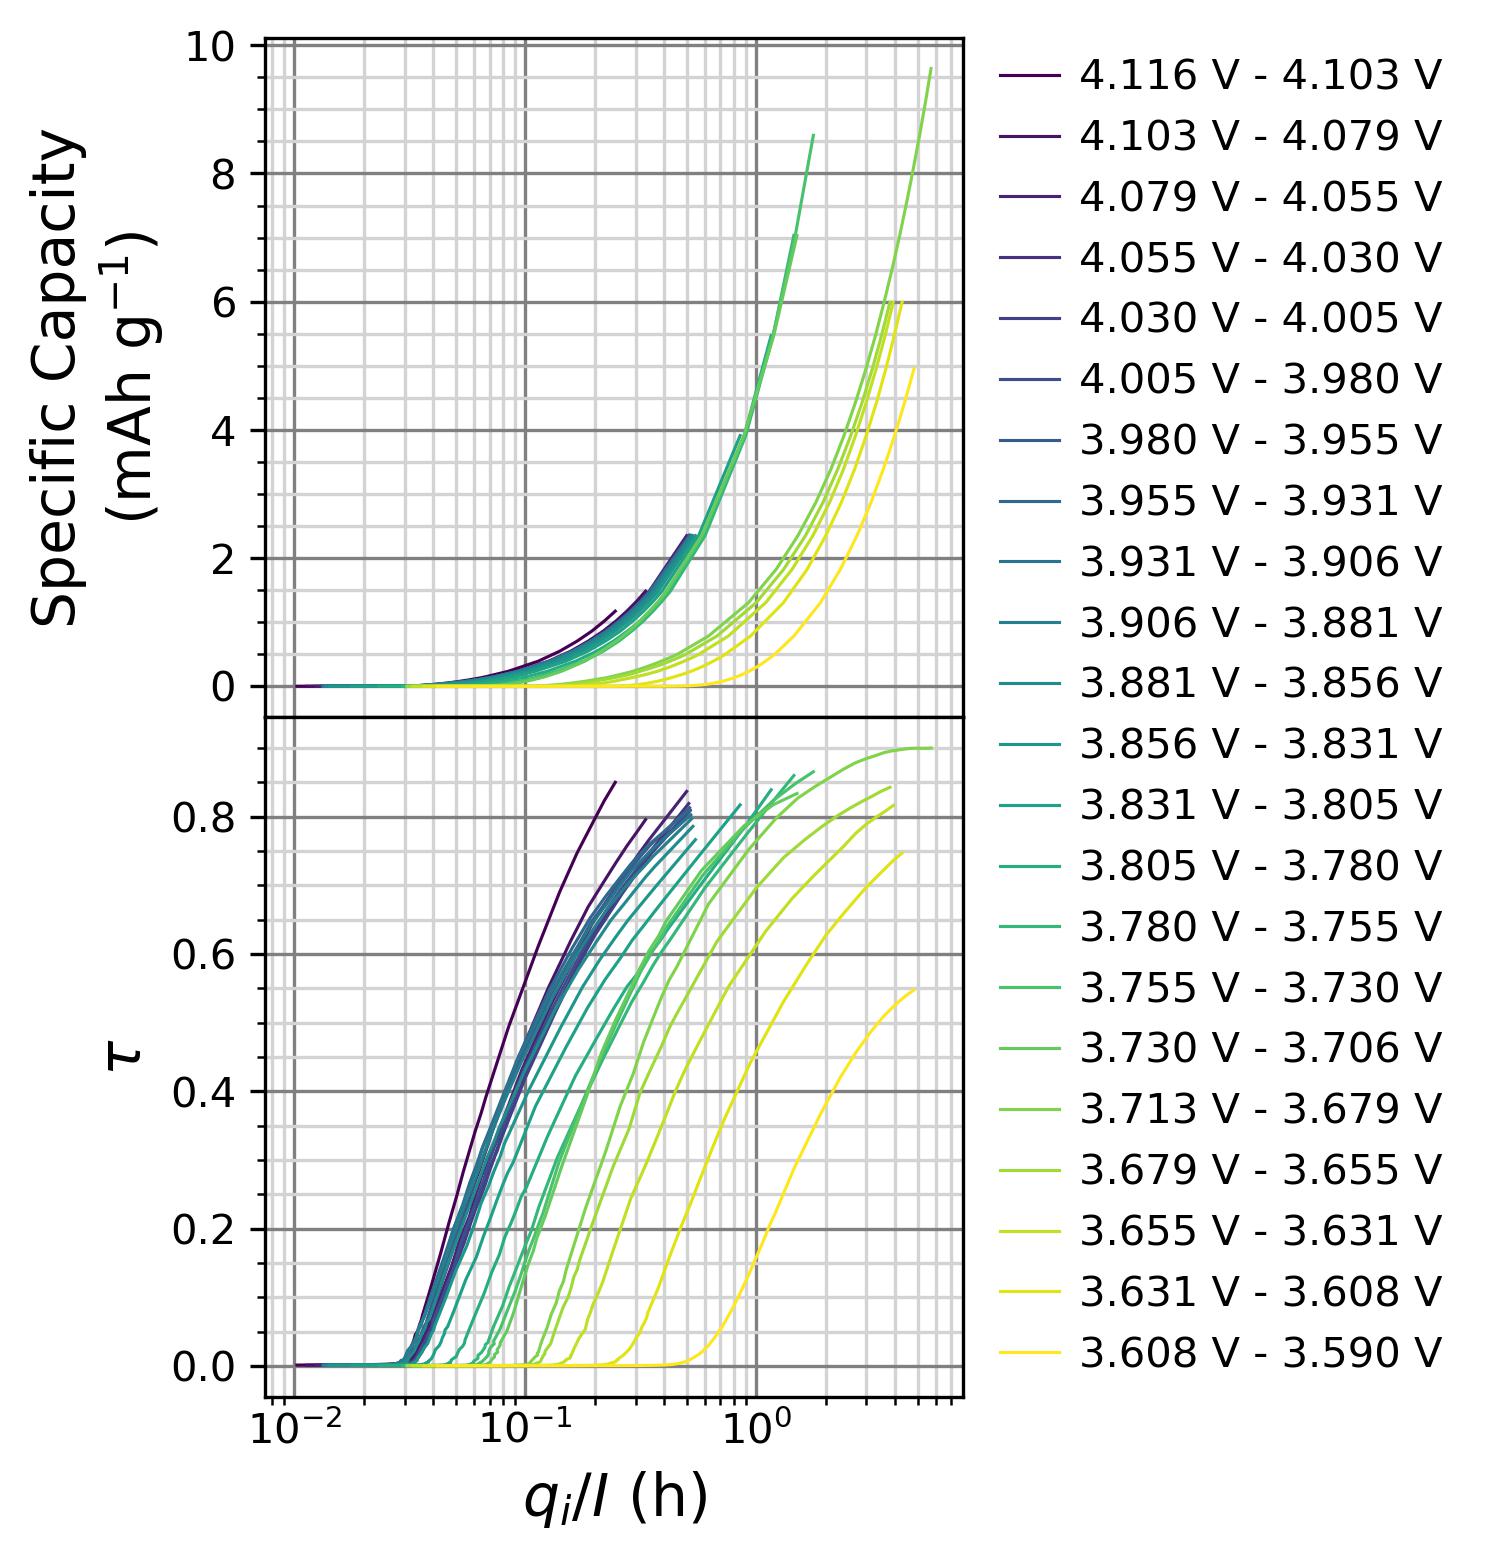 Specific Capacity
(mAh g⁻¹)
10
8
6
4
2
0
τ
0.8
0.6
0.4
0.2
0.0
10⁻² 10⁻¹ 10⁰
qᵢ/I (h)
4.116 V - 4.103 V
4.103 V - 4.079 V
4.079 V - 4.055 V
4.055 V - 4.030 V
4.030 V - 4.005 V
4.005 V - 3.980 V
3.980 V - 3.955 V
3.955 V - 3.931 V
3.931 V - 3.906 V
3.906 V - 3.881 V
3.881 V - 3.856 V
3.856 V - 3.831 V
3.831 V - 3.805 V
3.805 V - 3.780 V
3.780 V - 3.755 V
3.755 V - 3.730 V
3.730 V - 3.706 V
3.713 V - 3.679 V
3.679 V - 3.655 V
3.655 V - 3.631 V
3.631 V - 3.608 V
3.608 V - 3.590 V